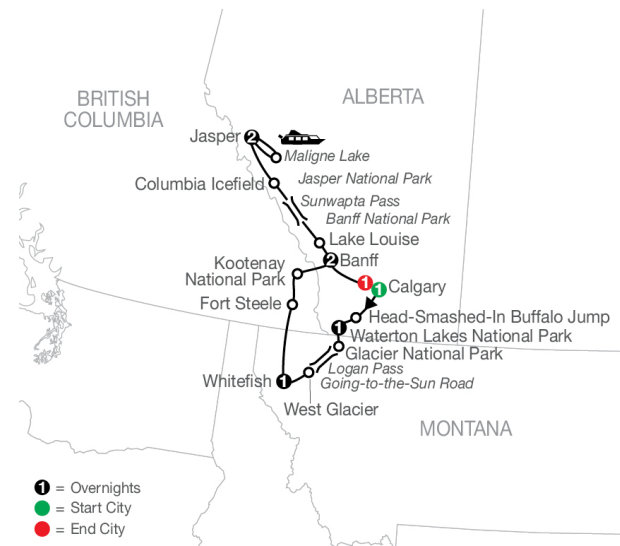 BRITISH
COLUMBIA
ALBERTA
Jasper
2
Maligne Lake
Columbia Icefield
Jasper National Park
Sunwapta Pass
Banff National Park
Lake Louise
2
Banff
Kootenay
National Park
1
1
Calgary
Fort Steele
Head-Smashed-In Buffalo Jump
1
Waterton Lakes National Park
Glacier National Park
Logan Pass
Going-to-the-Sun Road
Whitefish
1
West Glacier
MONTANA
1 = Overnights
= Start City
= End City